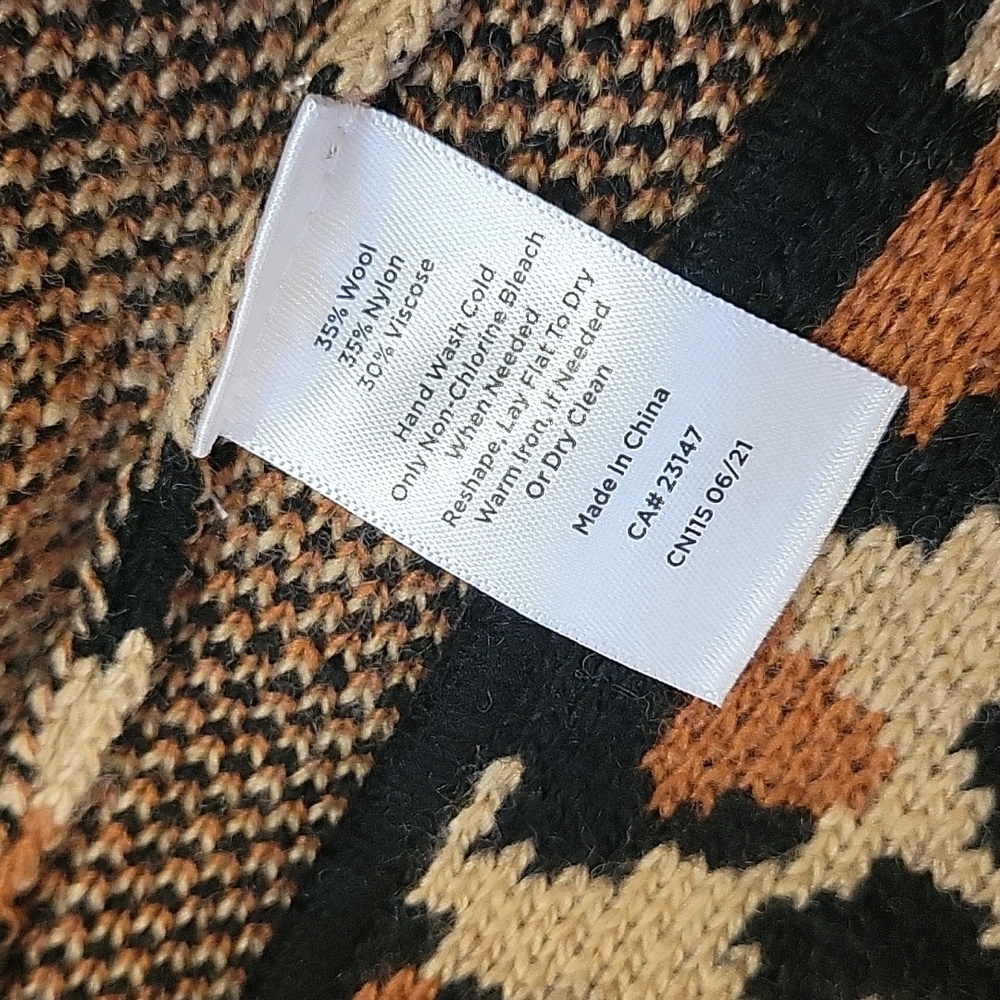 35% Wool
35% Nylon
30% Viscose
Hand Wash Cold
Only Non-Chlorine Bleach
When Needed
Reshape, Lay Flat To Dry
Warm Iron, If Needed
Or Dry Clean
Made In China
CA# 23147
CN115 06/21